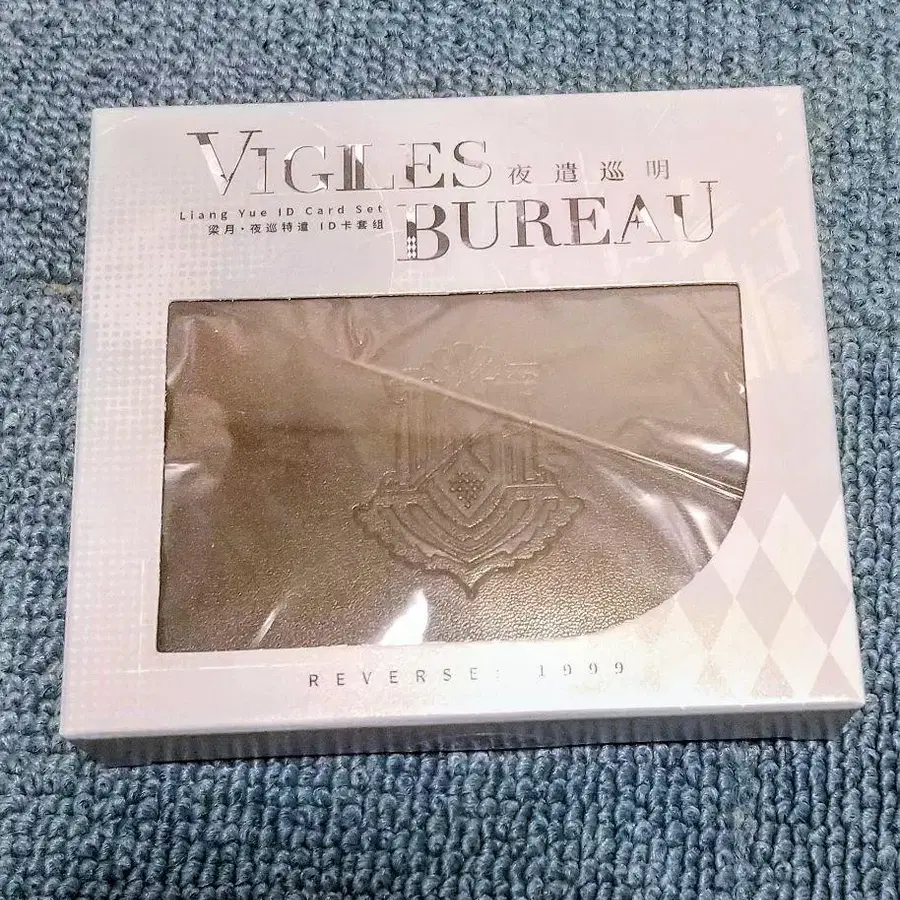 VIGILES 夜遣巡明
BUREAU
Liang Yue ID Card Set
梁月·夜巡特遣 ID卡套组
REVERSE: 1999